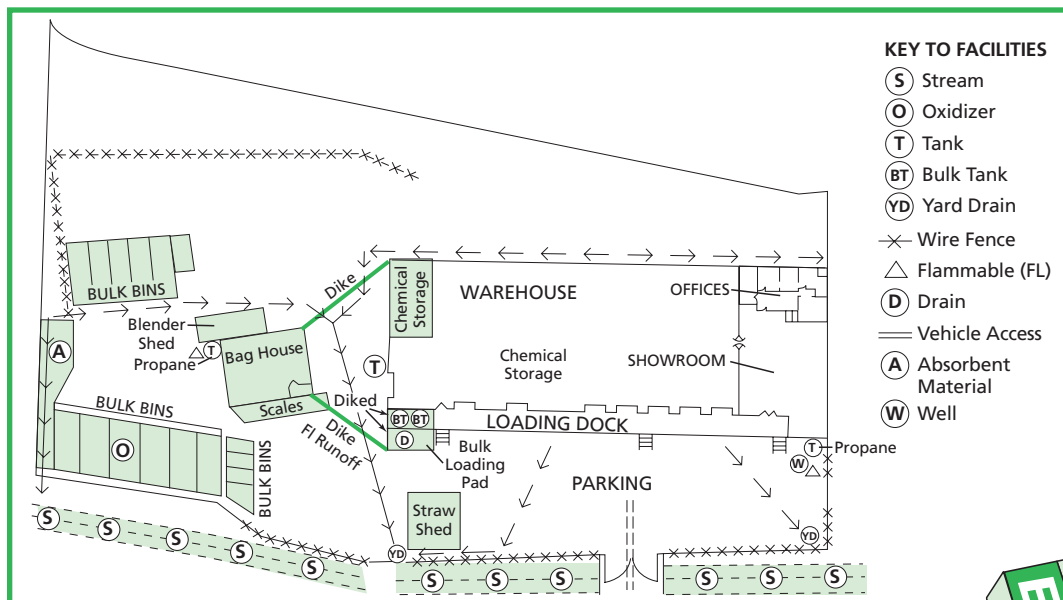 KEY TO FACILITIES
S Stream
O Oxidizer
T Tank
BT Bulk Tank
YD Yard Drain
Wire Fence
Flammable (FL)
D Drain
Vehicle Access
A Absorbent
Material
W Well
BULK BINS
Dike
Chemical
Storage
WAREHOUSE
OFFICES
Blender
Shed
Propane
T
Bag House
A
T
Chemical
Storage
SHOWROOM
BULK BINS
Scales
Diked
BT BT
LOADING DOCK
O
BULK BINS
Dike
Fl Runoff
D
Bulk
Loading
Pad
T Propane
W
PARKING
Straw
Shed
YD
YD
S
S
S
S
S
S
S
S
S
S
S